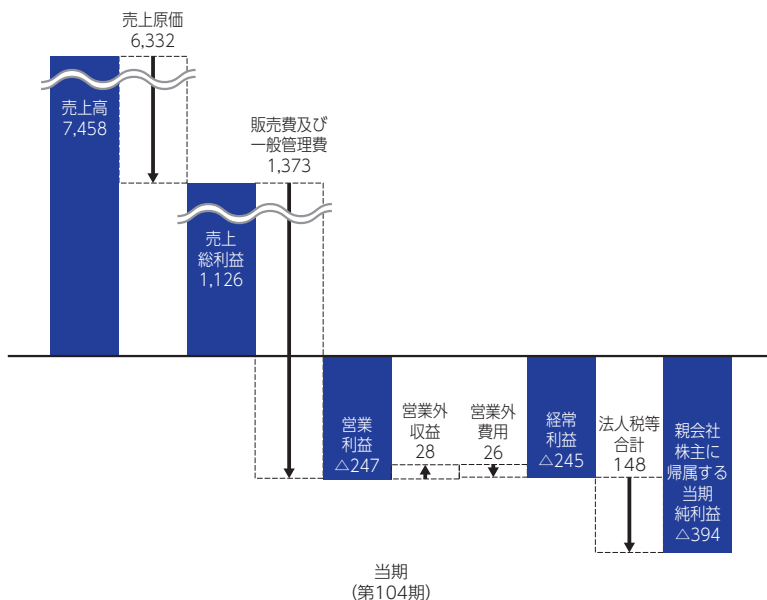 売上原価
6,332
売上高
7,458
販売費及び
一般管理費
1,373
売上
総利益
1,126
営業
利益
△247
営業外
収益
28
営業外
費用
26
経常
利益
△245
法人税等
合計
148
親会社
株主に
帰属する
当期
純利益
△394
当期
(第104期)